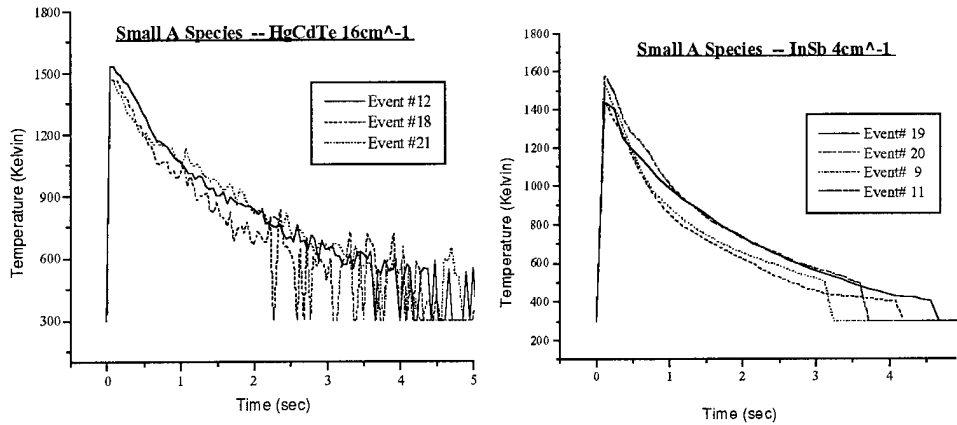 Small A Species -- HgCdTe 16cm^-1
Temperature (Kelvin)
1800
1500
1200
900
600
300
Event #12
Event #18
Event #21
0 1 2 3 4 5
Time (sec)
Small A Species -- InSb 4cm^-1
Temperature (Kelvin)
1800
1600
1400
1200
1000
800
600
400
200
Event# 19
Event# 20
Event# 9
Event# 11
0 1 2 3 4
Time (sec)